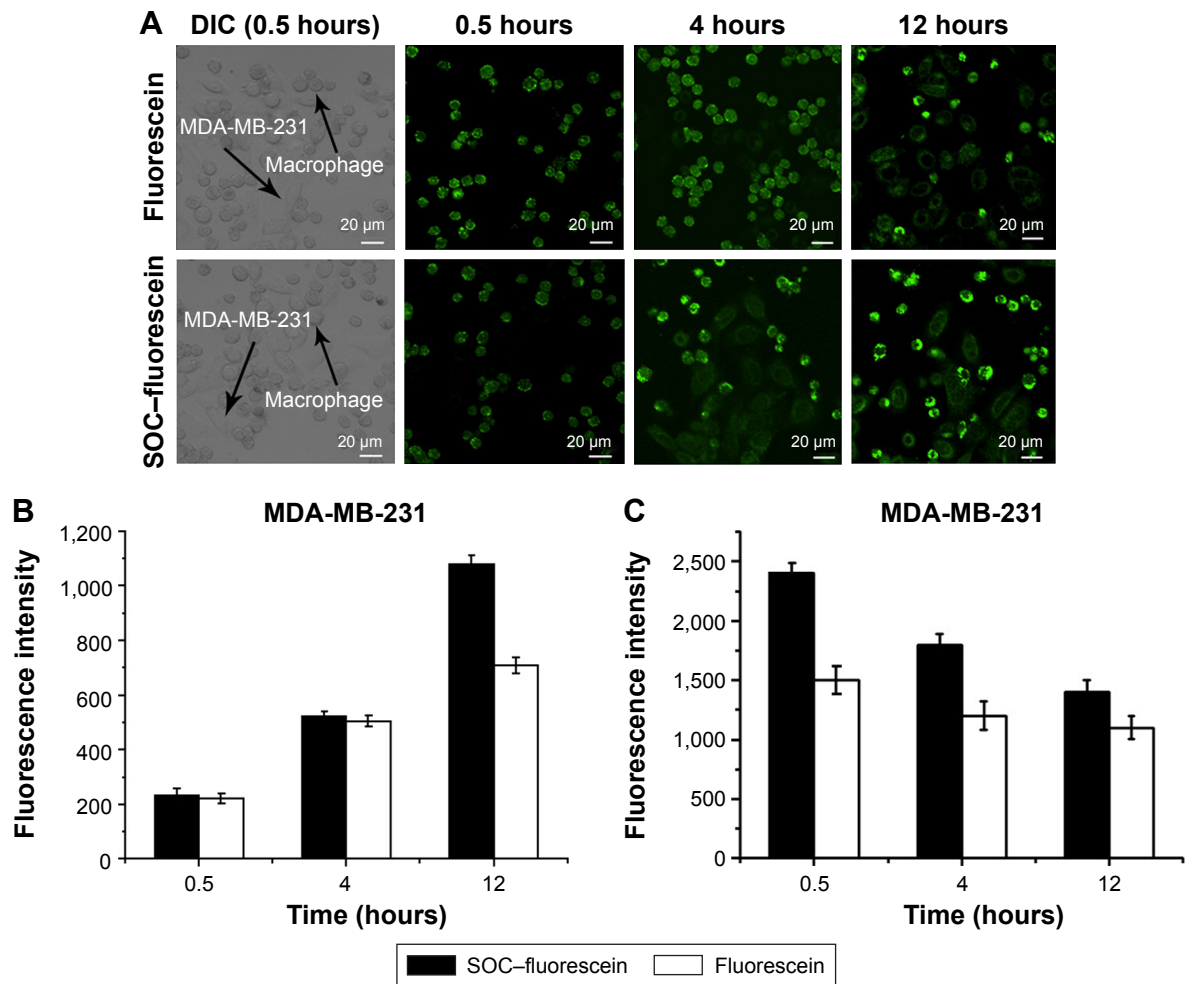 A DIC (0.5 hours) 0.5 hours 4 hours 12 hours
Fluorescein
MDA-MB-231
Macrophage
20 µm 20 µm 20 µm 20 µm
SOC–fluorescein
MDA-MB-231
Macrophage
20 µm 20 µm 20 µm 20 µm
B MDA-MB-231
Fluorescence intensity
1,200
1,000
800
600
400
200
0
0.5 4 12
Time (hours)
C MDA-MB-231
Fluorescence intensity
2,500
2,000
1,500
1,000
500
0
0.5 4 12
Time (hours)
SOC–fluorescein Fluorescein